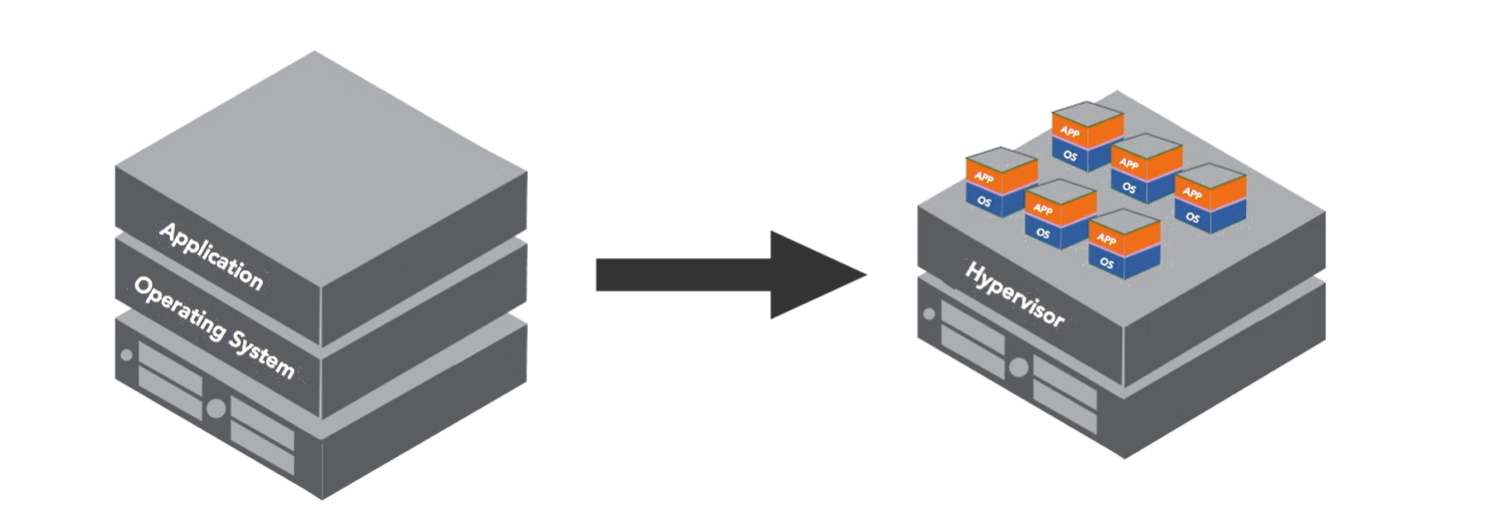 Application
Operating System
APP
OS
APP
OS
APP
OS
APP
OS
APP
OS
APP
OS
Hypervisor